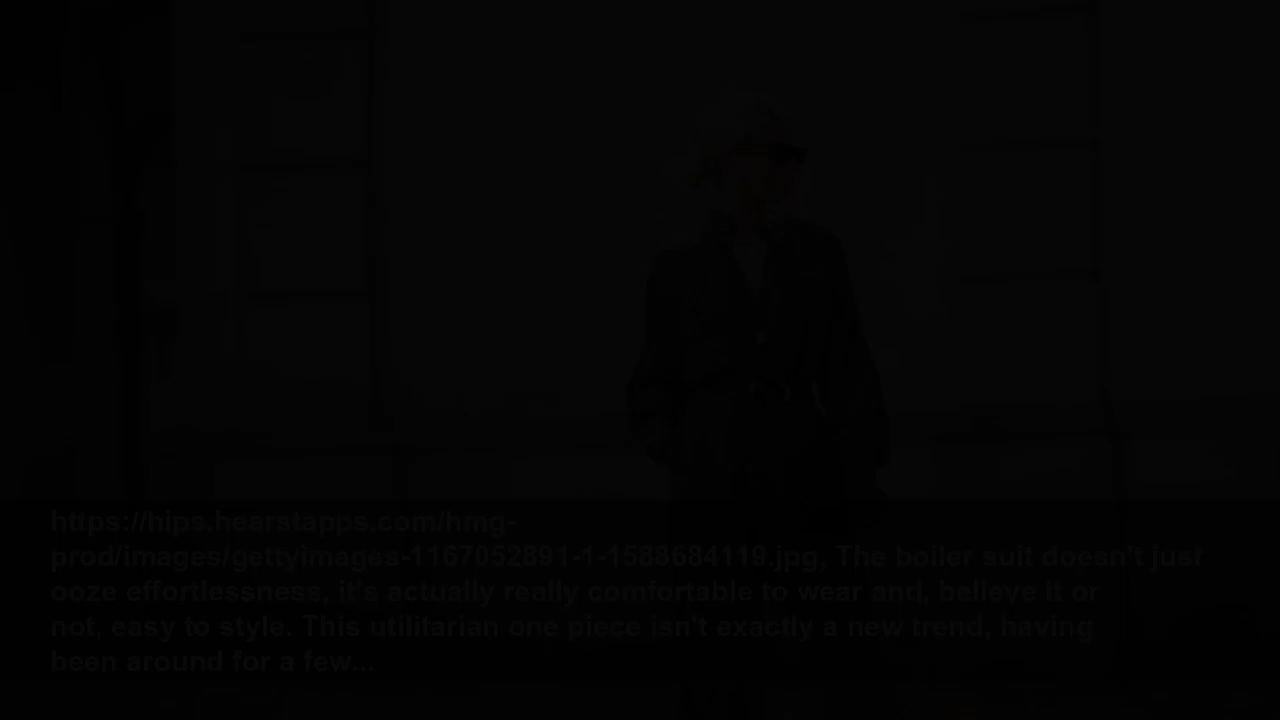 https://hips.hearstapps.com/hmg-
prod/images/gettyimages-1167052891-1-1588684119.jpg, The boiler suit doesn't just
ooze effortlessness, it's actually really comfortable to wear and, believe it or
not, easy to style. This utilitarian one piece isn't exactly a new trend, having
been around for a few...